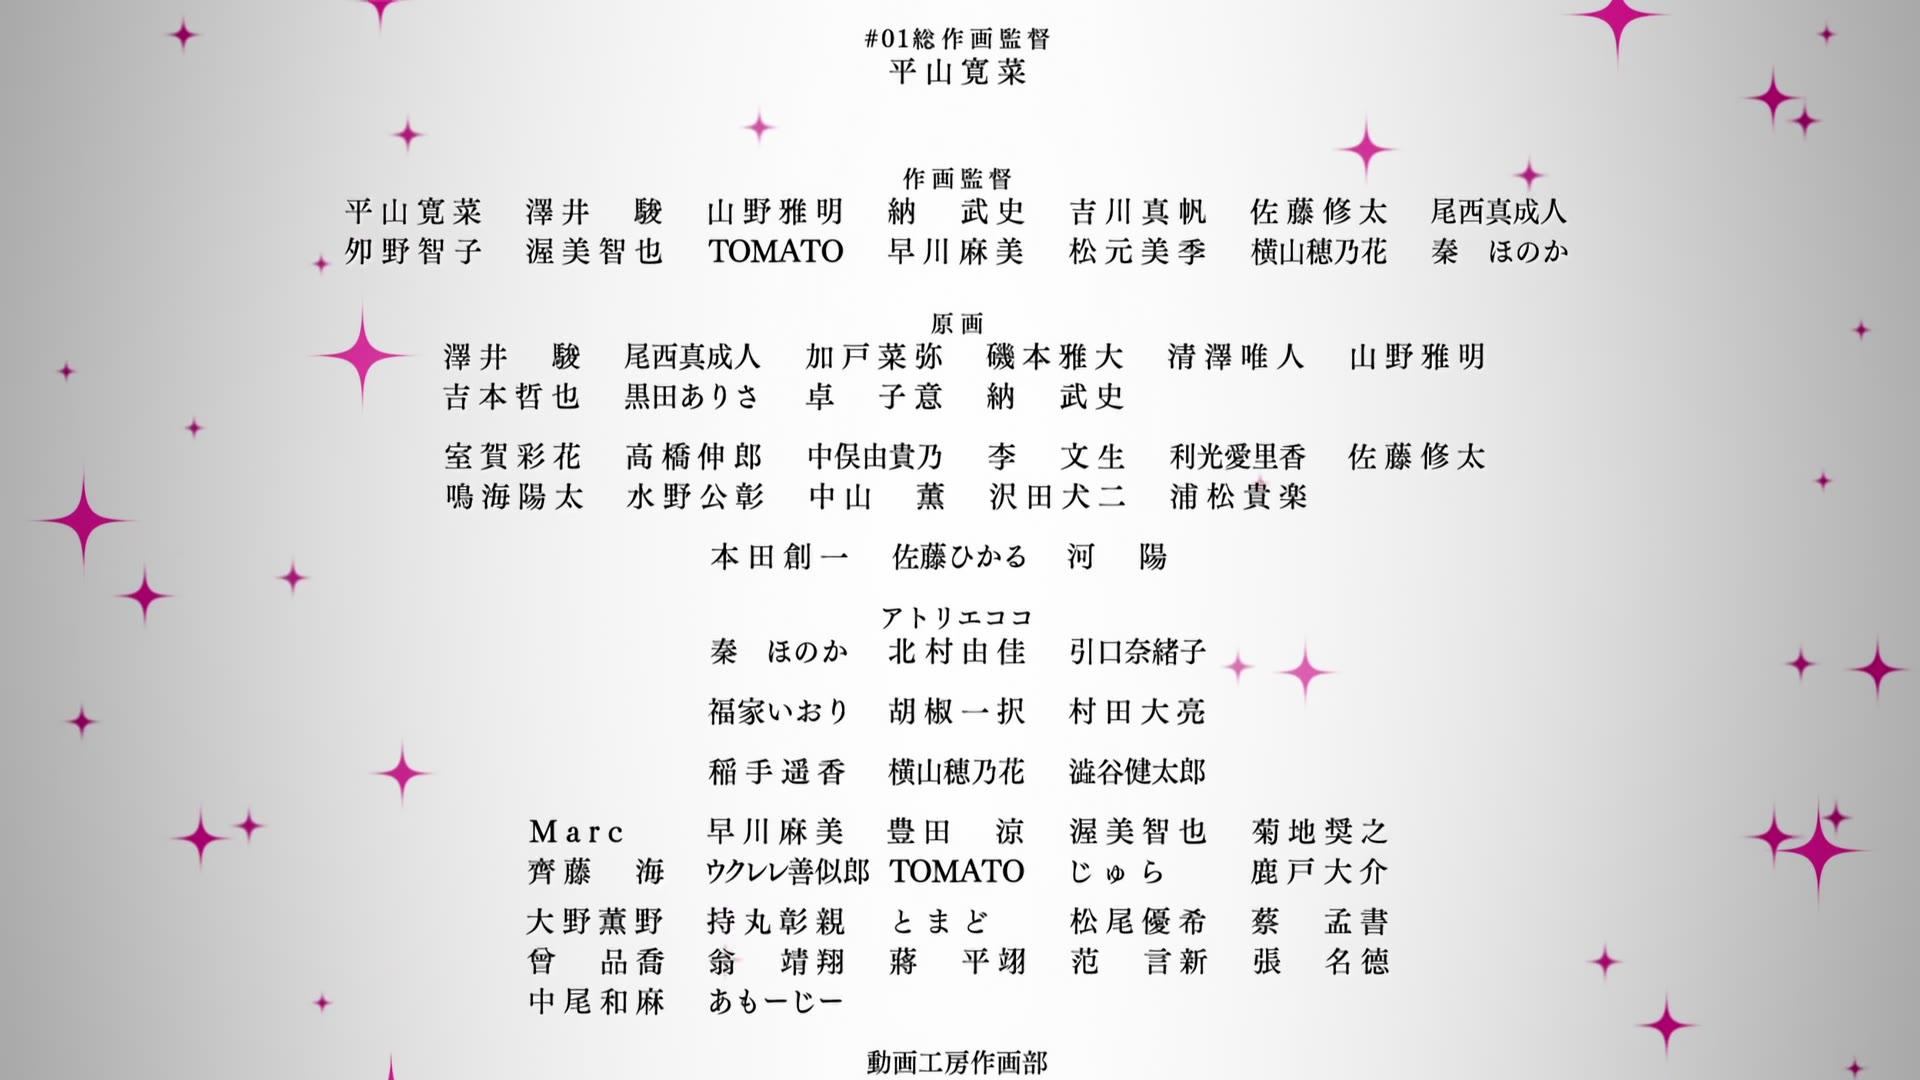 #01総作画監督
平山寛菜
作画監督
平山寛菜 澤井 駿 山野雅明 納 武史 吉川真帆 佐藤修太 尾西真成人
夘野智子 渥美智也 TOMATO 早川麻美 松元美季 横山穂乃花 秦 ほのか
原画
澤井 駿 尾西真成人 加戸菜弥 磯本雅大 清澤唯人 山野雅明
吉本哲也 黒田ありさ 卓 子意 納 武史
室賀彩花 高橋伸郎 中俣由貴乃 李 文生 利光愛里香 佐藤修太
鳴海陽太 水野公彰 中山 薫 沢田犬二 浦松貴楽
本田創一 佐藤ひかる 河 陽
アトリエココ
秦 ほのか 北村由佳 引口奈緒子
福家いおり 胡椒一択 村田大亮
稲手遥香 横山穂乃花 澁谷健太郎
Marc 早川麻美 豊田 涼 渥美智也 菊地奨之
齊藤 海 ウクレレ善似郎 TOMATO じゅら 鹿戸大介
大野薫野 持丸彰親 とまど 松尾優希 蔡 孟書
曾 品喬 翁 靖翔 蔣 平翊 范 言新 張 名德
中尾和麻 あもーじー
動画工房作画部